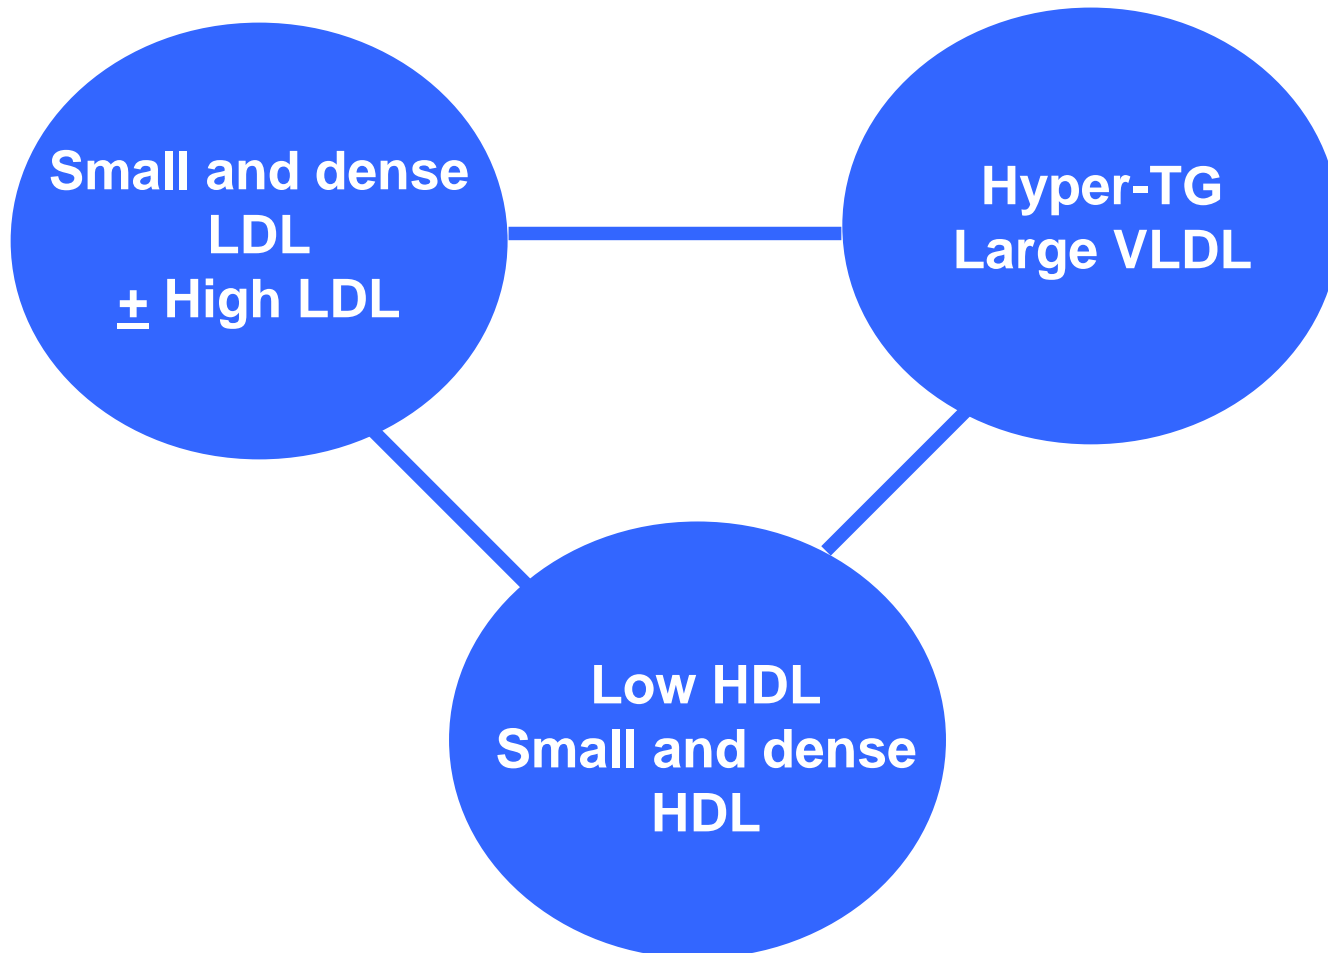 Small and dense
LDL
± High LDL
Hyper-TG
Large VLDL
Low HDL
Small and dense
HDL